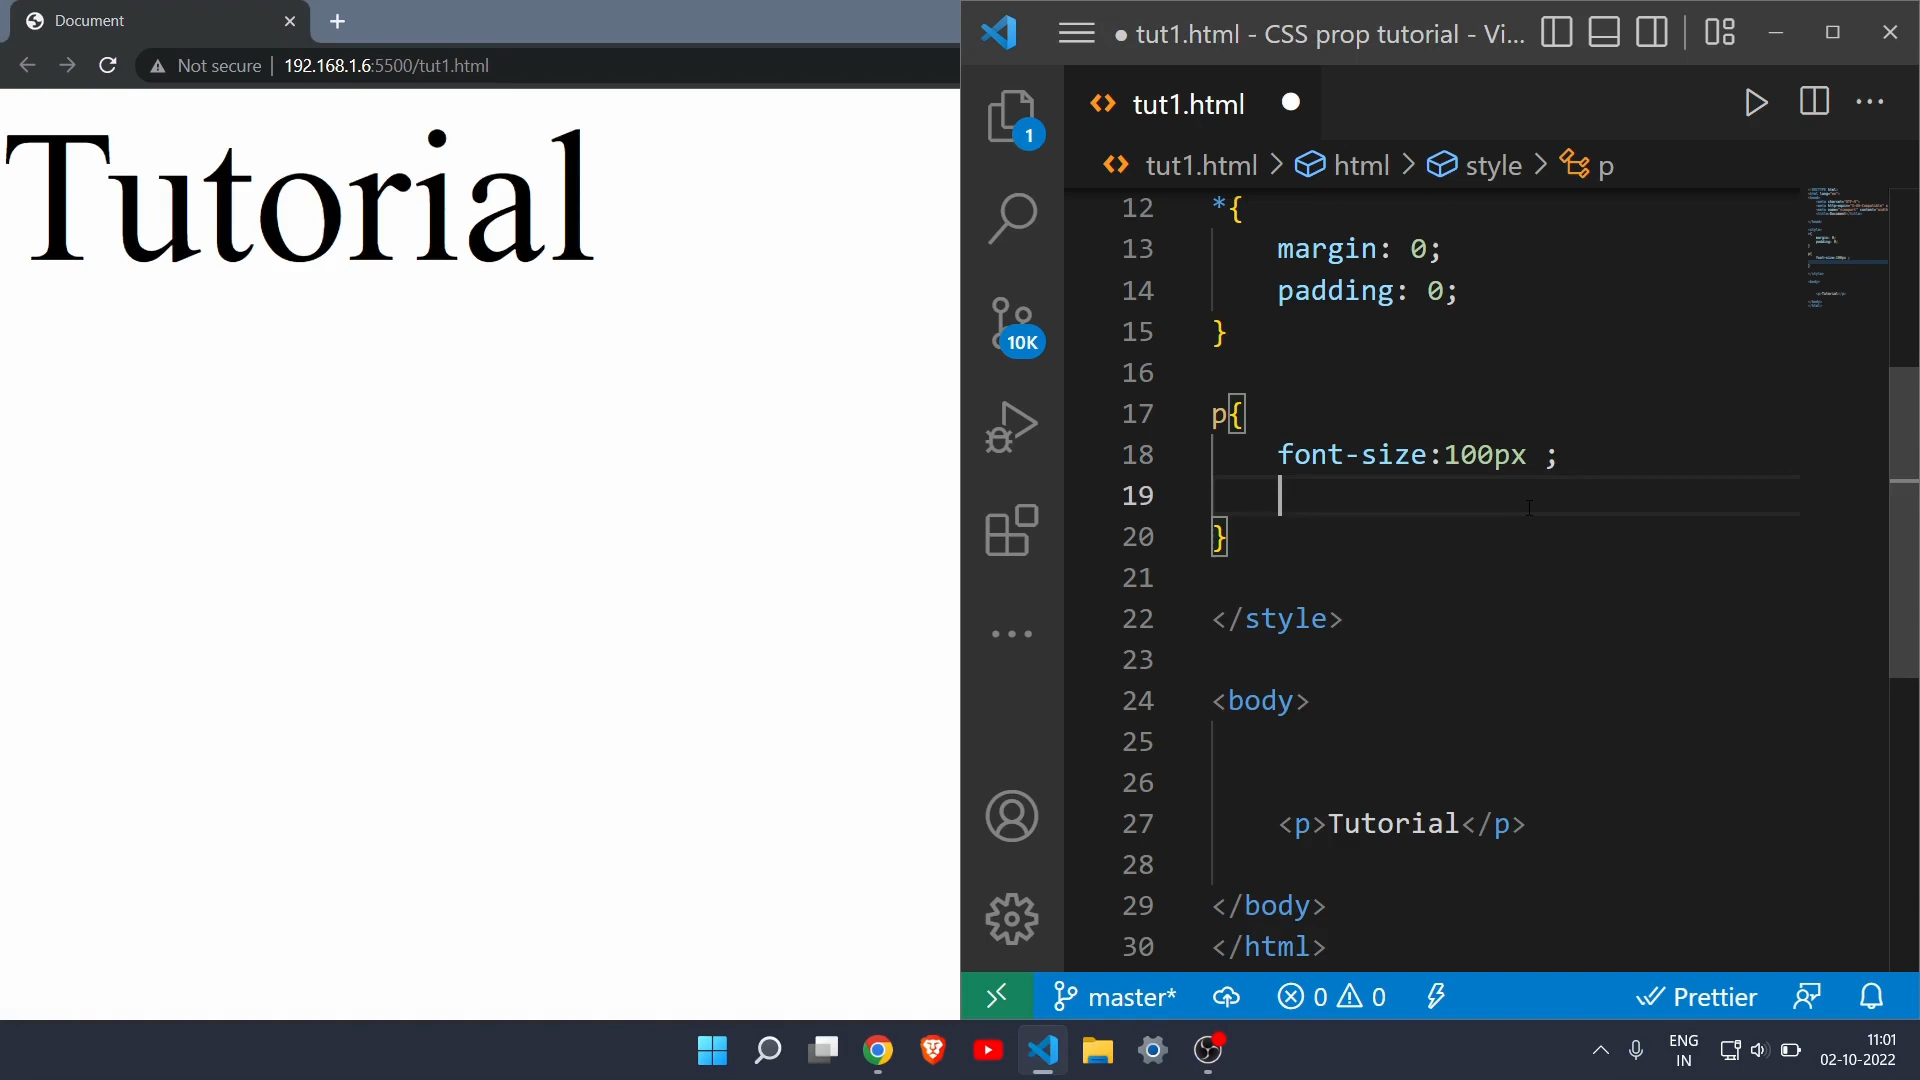 Document
Not secure | 192.168.1.6:5500/tut1.html
Tutorial
● tut1.html - CSS prop tutorial - Vi...
tut1.html
tut1.html > html > style > p
1
10K
12 *{
13 margin: 0;
14 padding: 0;
15 }
16
17 p{
18 font-size:100px ;
19
20 }
21
22 </style>
23
24 <body>
25
26
27 <p>Tutorial</p>
28
29 </body>
30 </html>
master* 0 0 Prettier
ENG
IN
11:01
02-10-2022